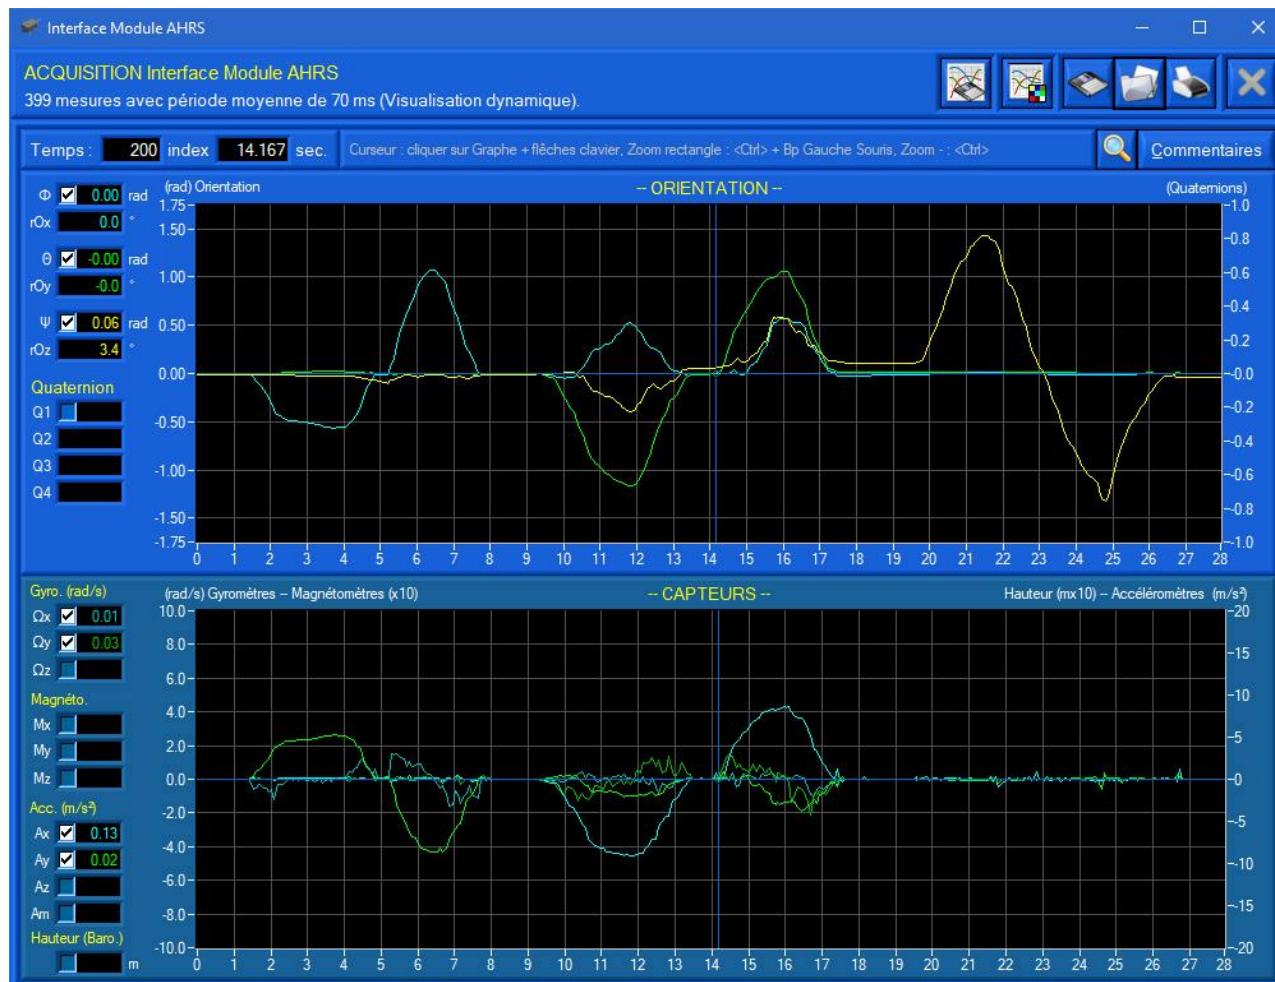 Interface Module AHRS
ACQUISITION Interface Module AHRS
399 mesures avec période moyenne de 70 ms (Visualisation dynamique).
Temps : 200 index 14.167 sec. Curseur : cliquer sur Graphe + flêches clavier, Zoom rectangle : <Ctrl> + Bp Gauche Souris, Zoom - : <Ctrl> Commentaires
Φ 0.00 rad
rOx 0.0 °
θ -0.00 rad
rOy -0.0 °
Ψ 0.06 rad
rOz 3.4 °
Quaternion
Q1
Q2
Q3
Q4
(rad) Orientation -- ORIENTATION -- (Quaternions)
1.75
1.50
1.00
0.50
0.00
-0.50
-1.00
-1.50
-1.75
1.0
0.8
0.6
0.4
0.2
0.0
-0.2
-0.4
-0.6
-0.8
-1.0
0 1 2 3 4 5 6 7 8 9 10 11 12 13 14 15 16 17 18 19 20 21 22 23 24 25 26 27 28
Gyro. (rad/s)
Ωx 0.01
Ωy 0.03
Ωz
Magnéto.
Mx
My
Mz
Acc. (m/s²)
Ax 0.13
Ay 0.02
Az
Am
Hauteur (Baro.)
m
(rad/s) Gyromètres -- Magnétomètres (x10) -- CAPTEURS -- Hauteur (mx10) -- Accéléromètres (m/s²)
10.0
8.0
6.0
4.0
2.0
0.0
-2.0
-4.0
-6.0
-8.0
-10.0
20
15
10
5
0
-5
-10
-15
-20
0 1 2 3 4 5 6 7 8 9 10 11 12 13 14 15 16 17 18 19 20 21 22 23 24 25 26 27 28